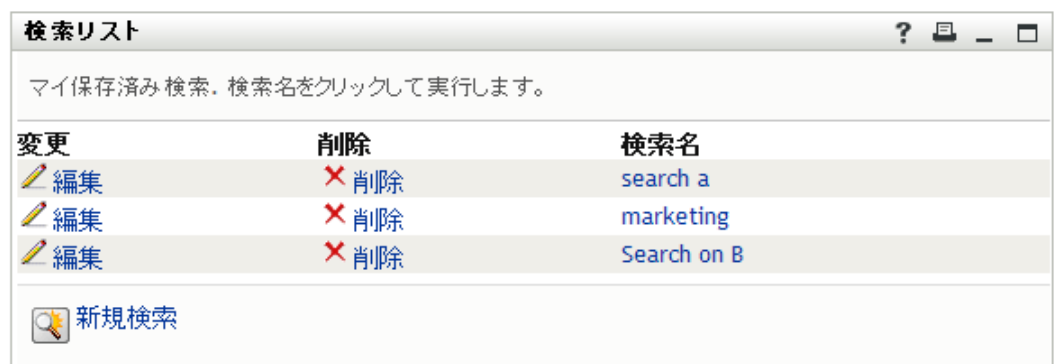 検索リスト ?
マイ保存済み検索. 検索名をクリックして実行します。
変更 削除 検索名
編集 削除 search a
編集 削除 marketing
編集 削除 Search on B
新規検索